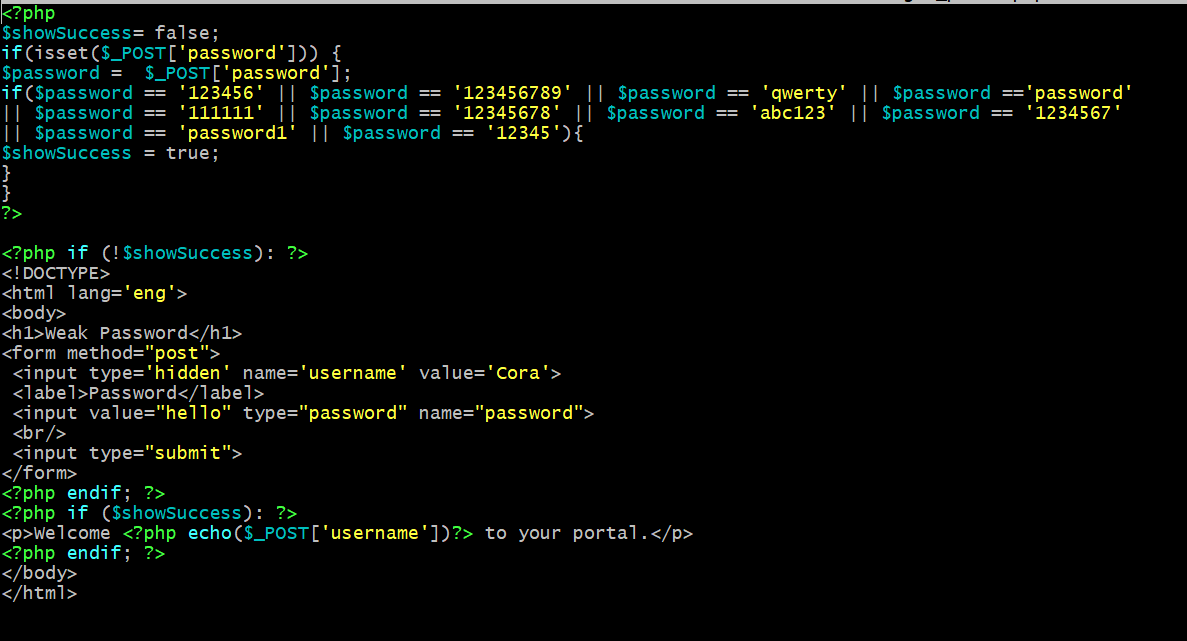 <?php
$showSuccess= false;
if(isset($_POST['password'])) {
$password =  $_POST['password'];
if($password == '123456' || $password == '123456789' || $password == 'qwerty' || $password =='password'
|| $password == '111111' || $password == '12345678' || $password == 'abc123' || $password == '1234567'
|| $password == 'password1' || $password == '12345'){
$showSuccess = true;
}
}
?>

<?php if (!$showSuccess): ?>
<!DOCTYPE>
<html lang='eng'>
<body>
<h1>Weak Password</h1>
<form method="post">
 <input type='hidden' name='username' value='Cora'>
 <label>Password</label>
 <input value="hello" type="password" name="password">
 <br/>
 <input type="submit">
</form>
<?php endif; ?>
<?php if ($showSuccess): ?>
<p>Welcome <?php echo($_POST['username'])?> to your portal.</p>
<?php endif; ?>
</body>
</html>